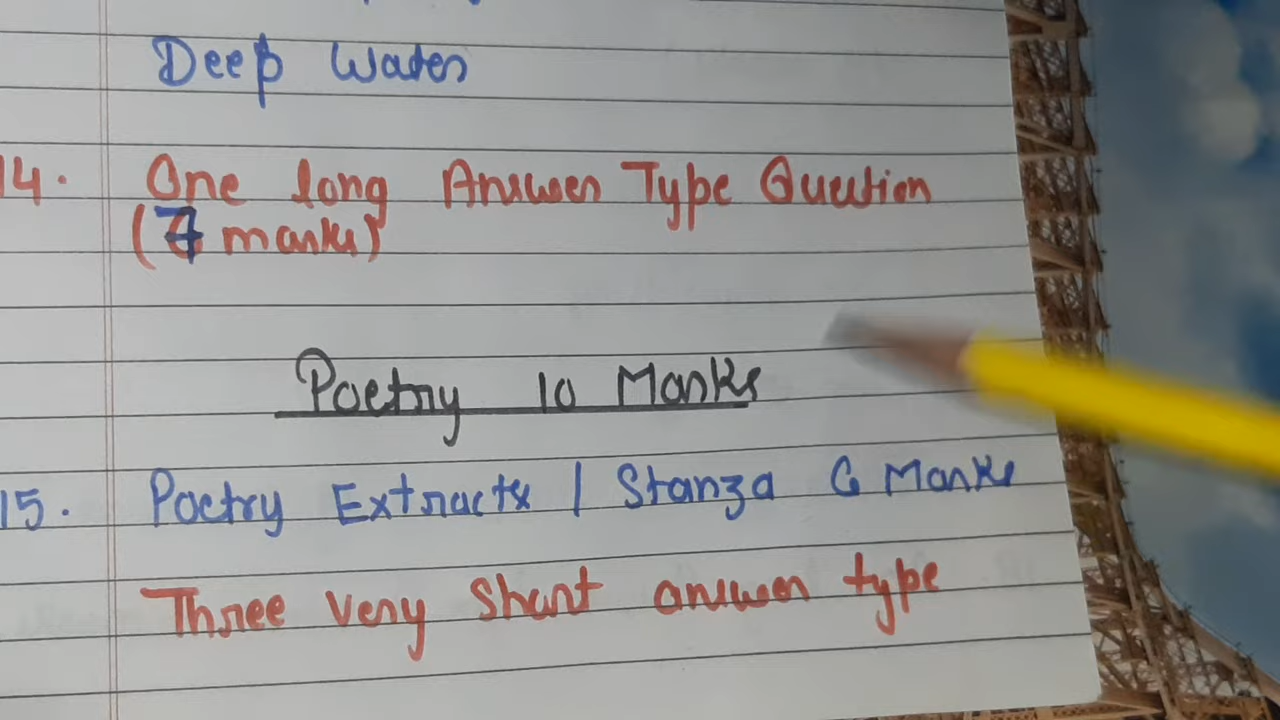 Deep Water
14. One long Answer Type Question
(7 marks)
Poetry 10 Marks
15. Poetry Extracts / Stanza 6 Marks
Three very short answer type